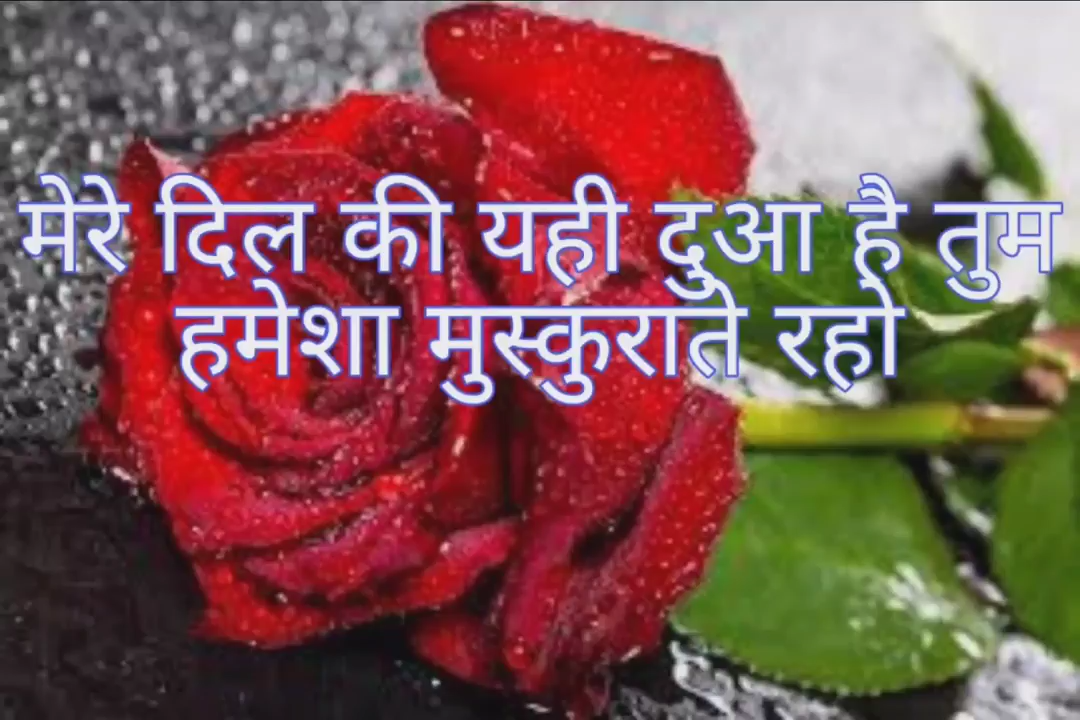 मेरे दिल की यही दुआ है तुम
हमेशा मुस्कुराते रहो